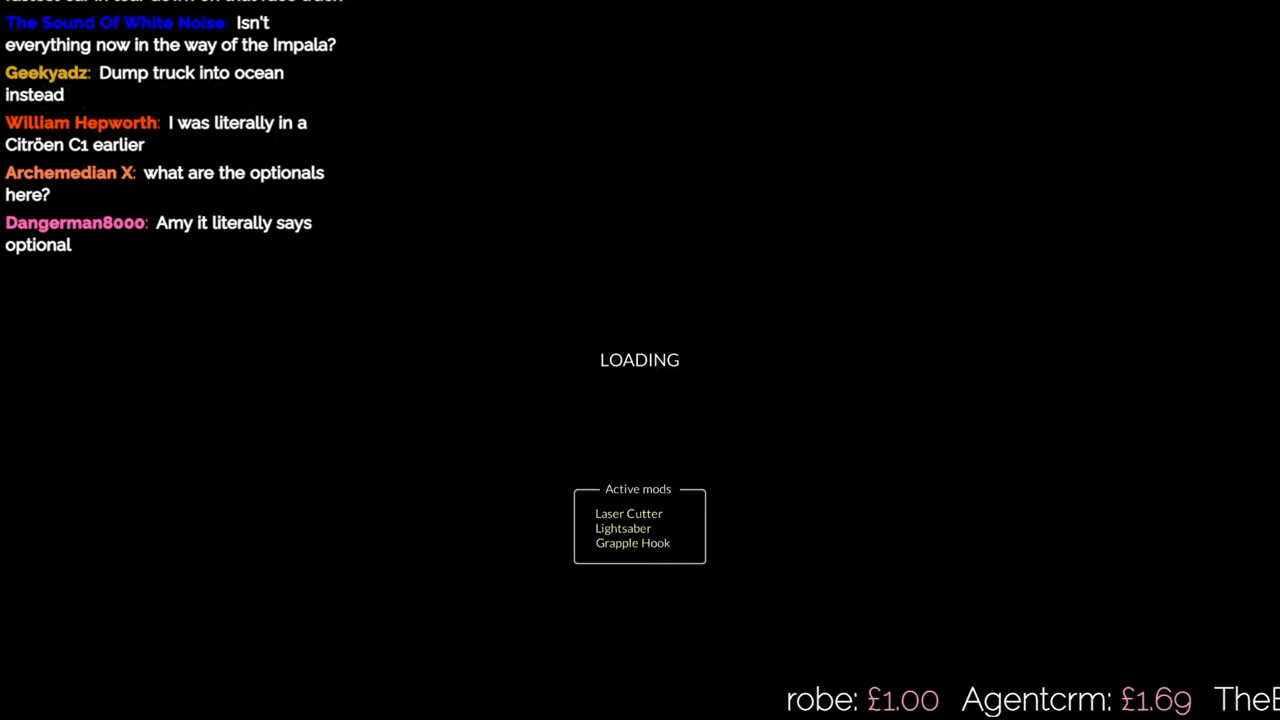 The Sound Of White Noise: Isn't
everything now in the way of the Impala?
Geekyadz: Dump truck into ocean
instead
William Hepworth: I was literally in a
Citröen C1 earlier
Archemedian X: what are the optionals
here?
Dangerman8000: Amy it literally says
optional
LOADING
Active mods
Laser Cutter
Lightsaber
Grapple Hook
robe: £1.00 Agentcrm: £1.69 TheE